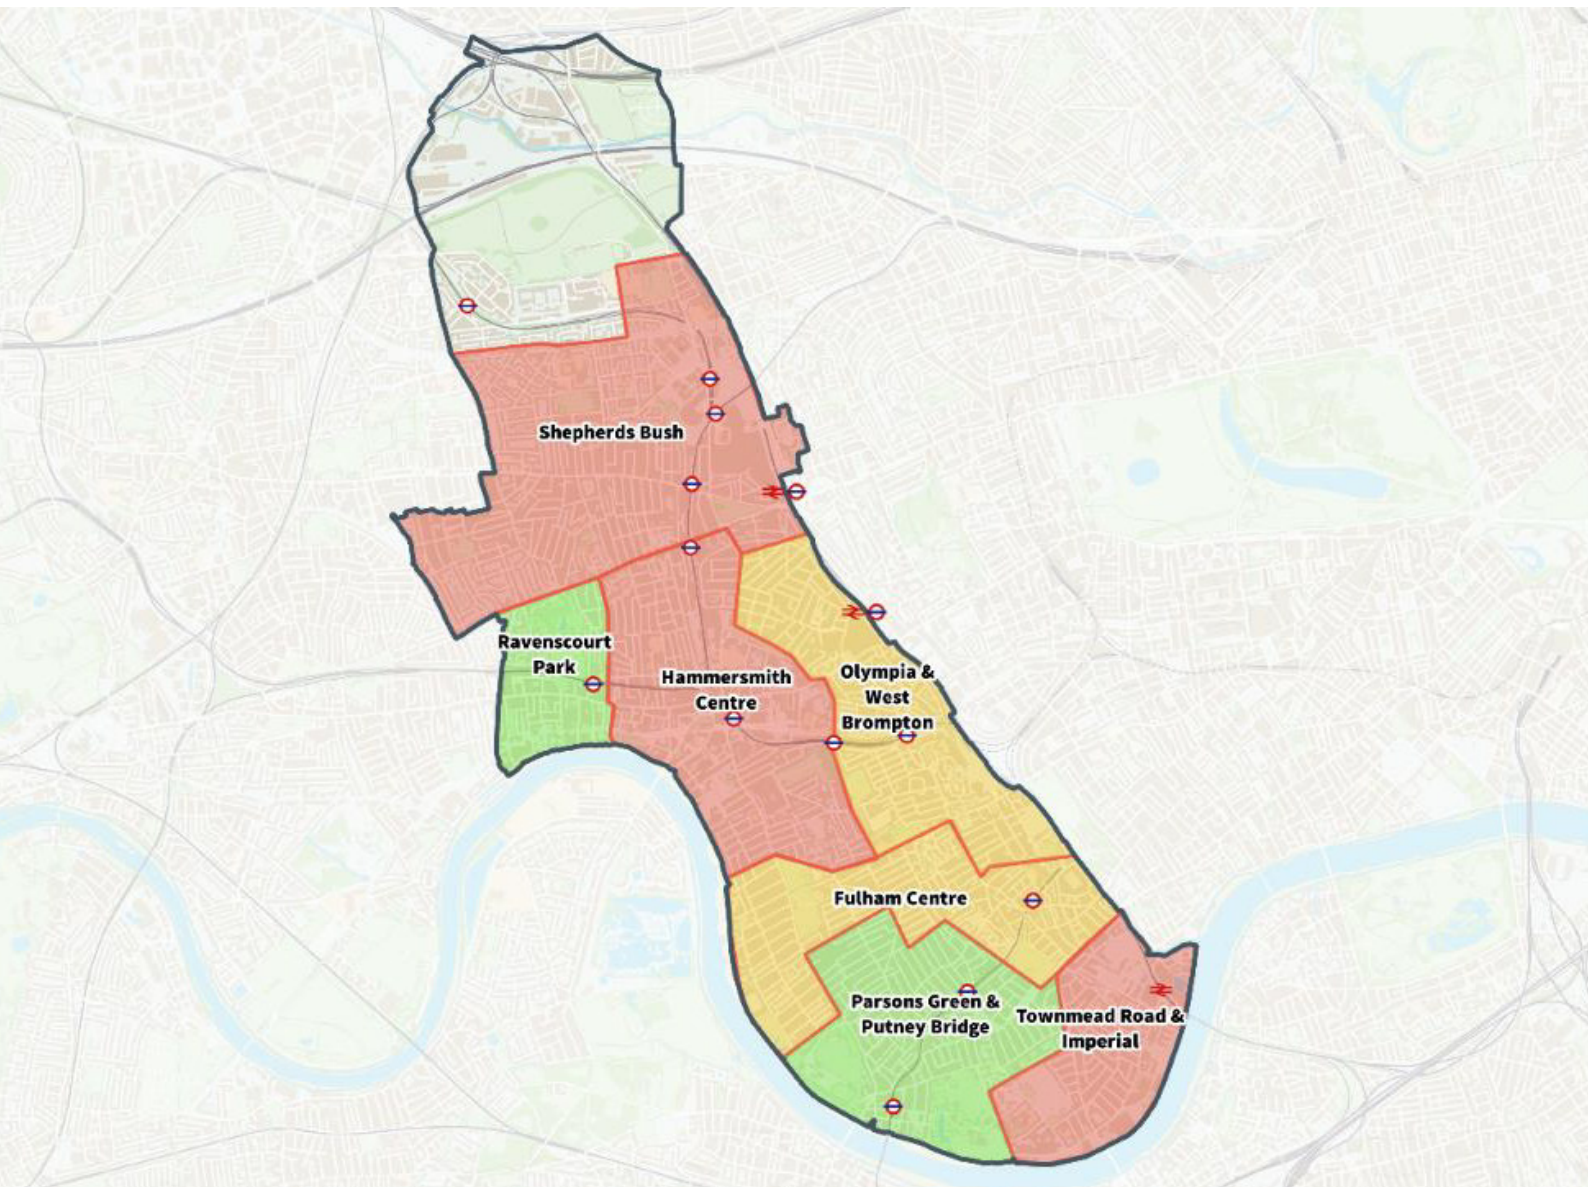 Shepherds Bush
Ravenscourt
Park
Hammersmith
Centre
Olympia &
West
Brompton
Fulham Centre
Parsons Green &
Putney Bridge
Townmead Road &
Imperial